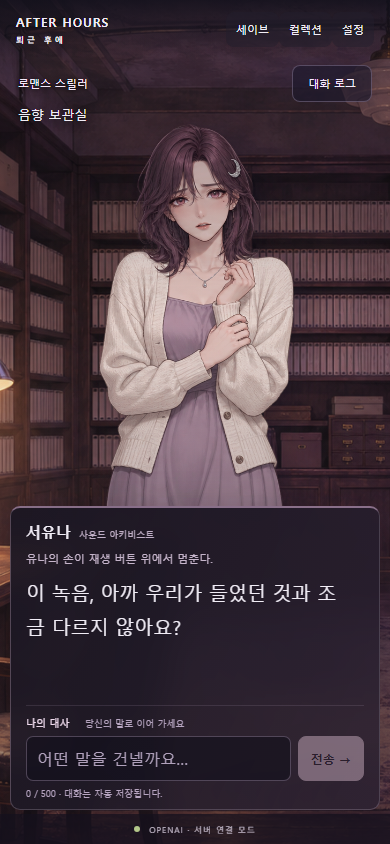 AFTER HOURS
퇴근 후에
세이브 컬렉션 설정
로맨스 스릴러
대화 로그
음향 보관실
서유나 사운드 아키비스트
유나의 손이 재생 버튼 위에서 멈춘다.
이 녹음, 아까 우리가 들었던 것과 조
금 다르지 않아요?
나의 대사 당신의 말로 이어 가세요
어떤 말을 건넬까요...
전송 →
0 / 500 · 대화는 자동 저장됩니다.
OPENAI · 서버 연결 모드